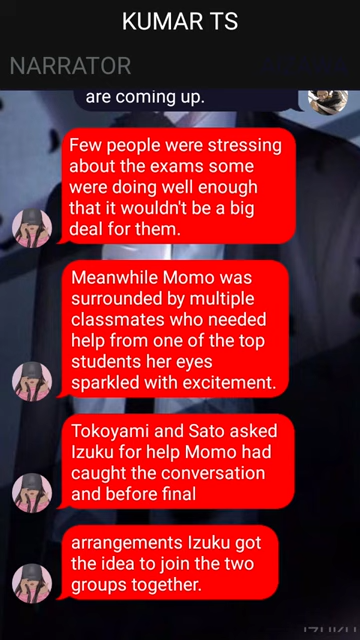 KUMAR TS
NARRATOR
are coming up.
Few people were stressing
about the exams some
were doing well enough
that it wouldn't be a big
deal for them.
Meanwhile Momo was
surrounded by multiple
classmates who needed
help from one of the top
students her eyes
sparkled with excitement.
Tokoyami and Sato asked
Izuku for help Momo had
caught the conversation
and before final
arrangements Izuku got
the idea to join the two
groups together.